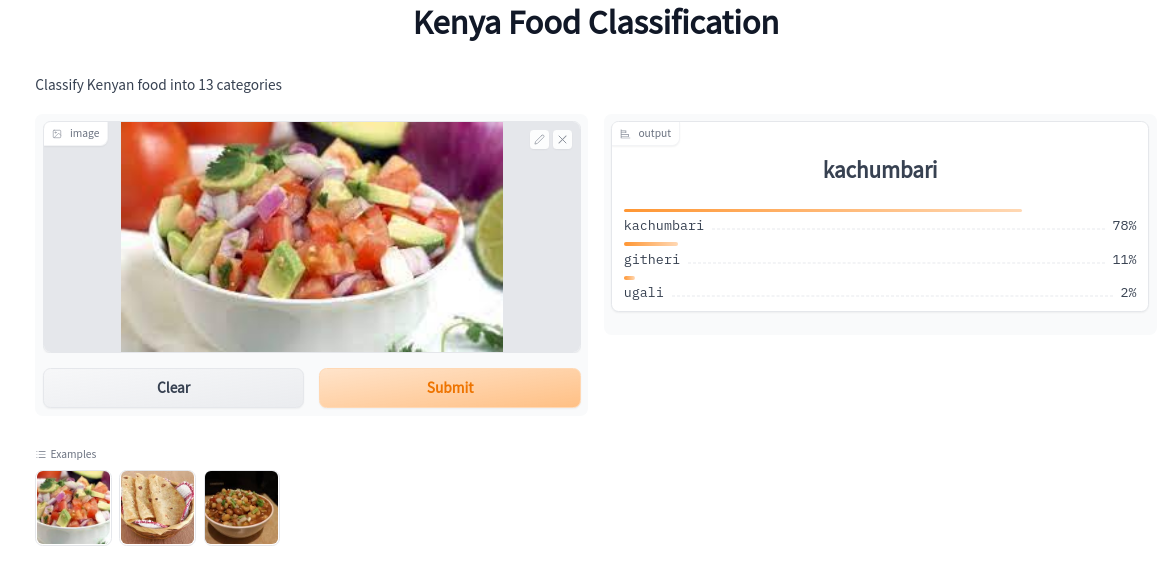 Kenya Food Classification
Classify Kenyan food into 13 categories
image
output
kachumbari
kachumbari 78%
githeri 11%
ugali 2%
Clear
Submit
Examples